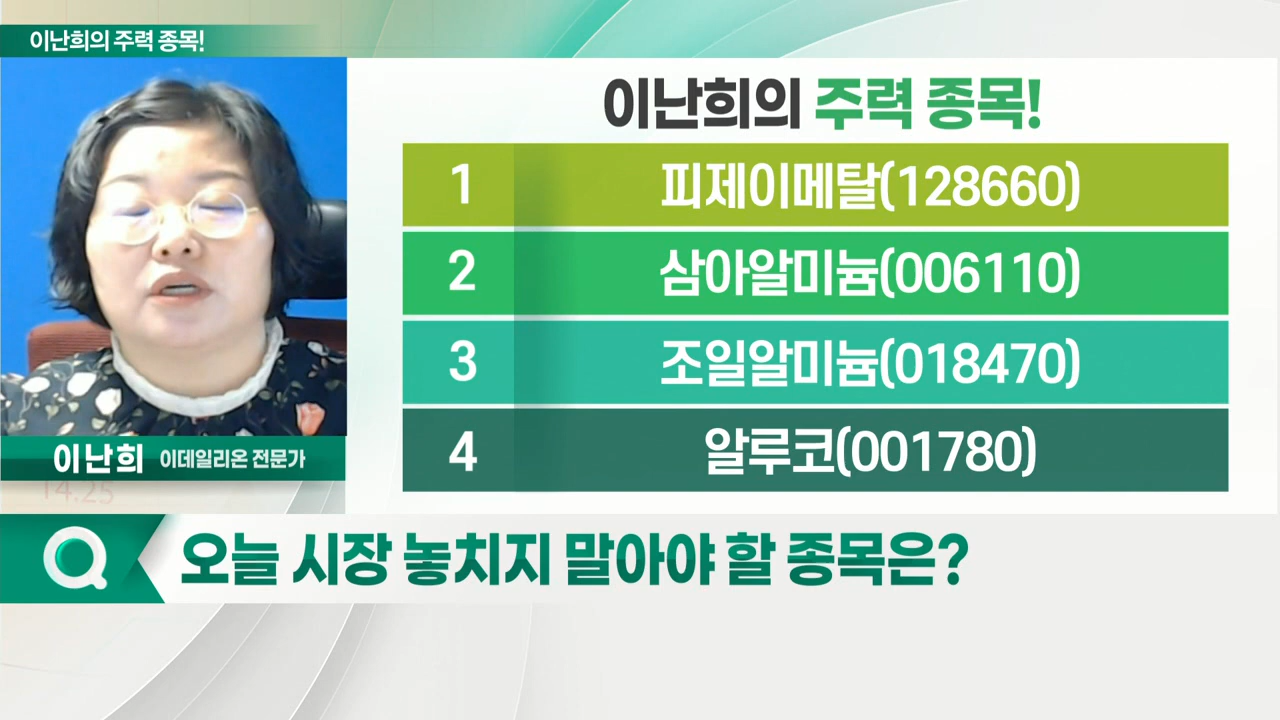 이난희의 주력 종목!
이난희의 주력 종목!
1 피제이메탈(128660)
2 삼아알미늄(006110)
3 조일알미늄(018470)
4 알루코(001780)
이난희 이데일리온 전문가
14.25
Q 오늘 시장 놓치지 말아야 할 종목은?